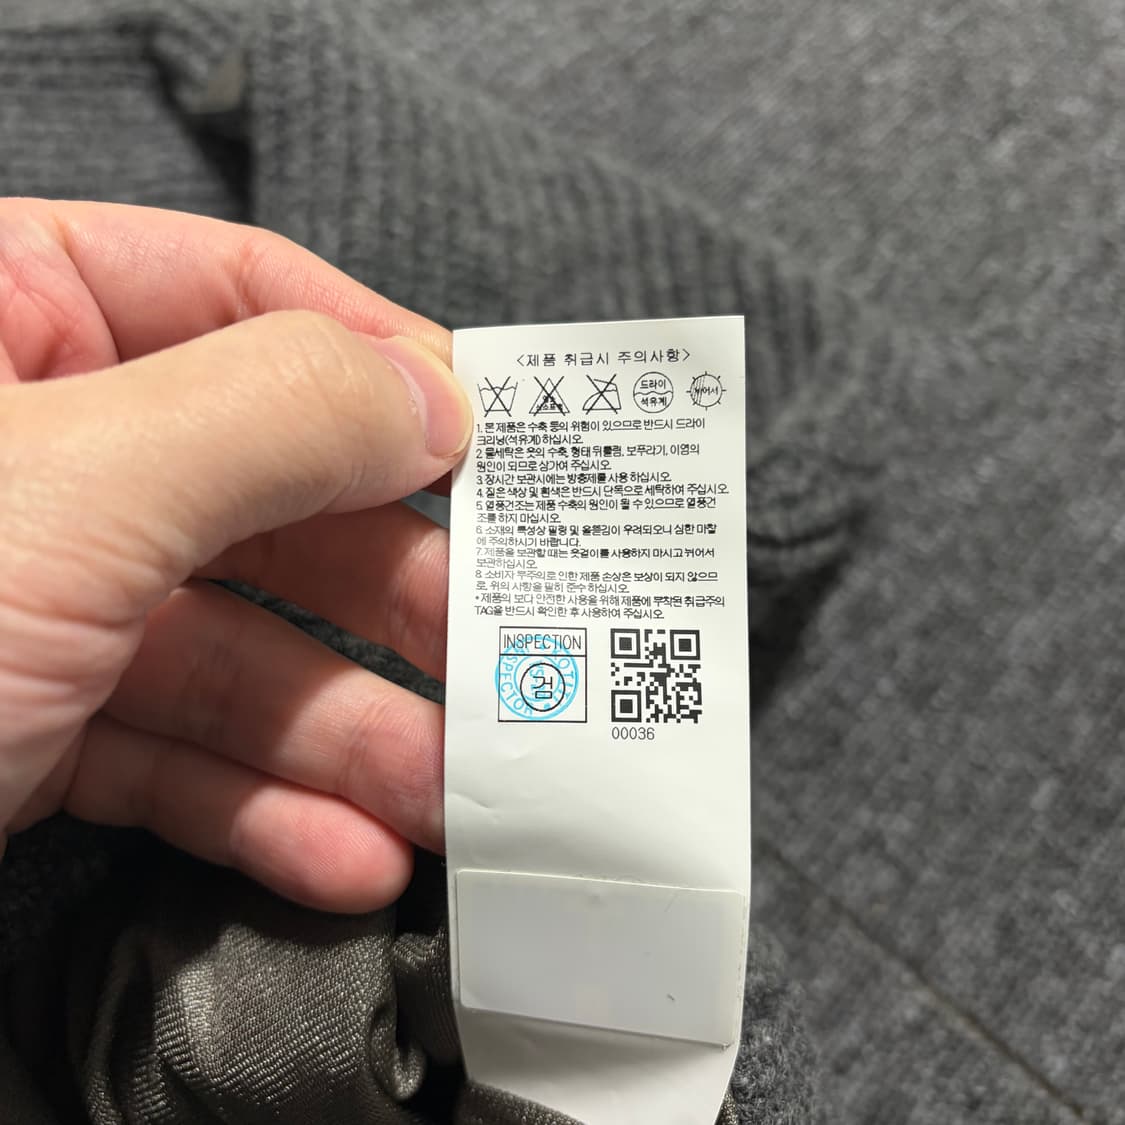 <제품 취급시 주의사항>
드라이
석유계
뉘어서
1. 본 제품은 수축 등의 위험이 있으므로 반드시 드라이
크리닝(석유계)하십시오.
2. 물세탁은 옷의 수축, 형태 뒤틀림, 보푸라기, 이염의
원인이 되므로 삼가여 주십시오.
3. 장시간 보관시에는 방충제를 사용 하십시오.
4. 짙은 색상 및 흰색은 반드시 단독으로 세탁하여 주십시오.
5. 열풍건조는 제품 수축의 원인이 될 수 있으므로 열풍건
조를 하지 마십시오.
6. 소재의 특성상 필링 및 올뜯김이 우려되오니 심한 마찰
에 주의하시기 바랍니다.
7. 제품을 보관할 때는 옷걸이를 사용하지 마시고 뉘어서
보관하십시오.
8. 소비자 부주의로 인한 제품 손상은 보상이 되지 않으므
로, 위의 사항을 필히 준수 하십시오.
* 제품의 보다 안전한 사용을 위해 제품에 부착된 취급주의
TAG을 반드시 확인한 후 사용하여 주십시오.
INSPECTION
검
INSPECTOR
00036